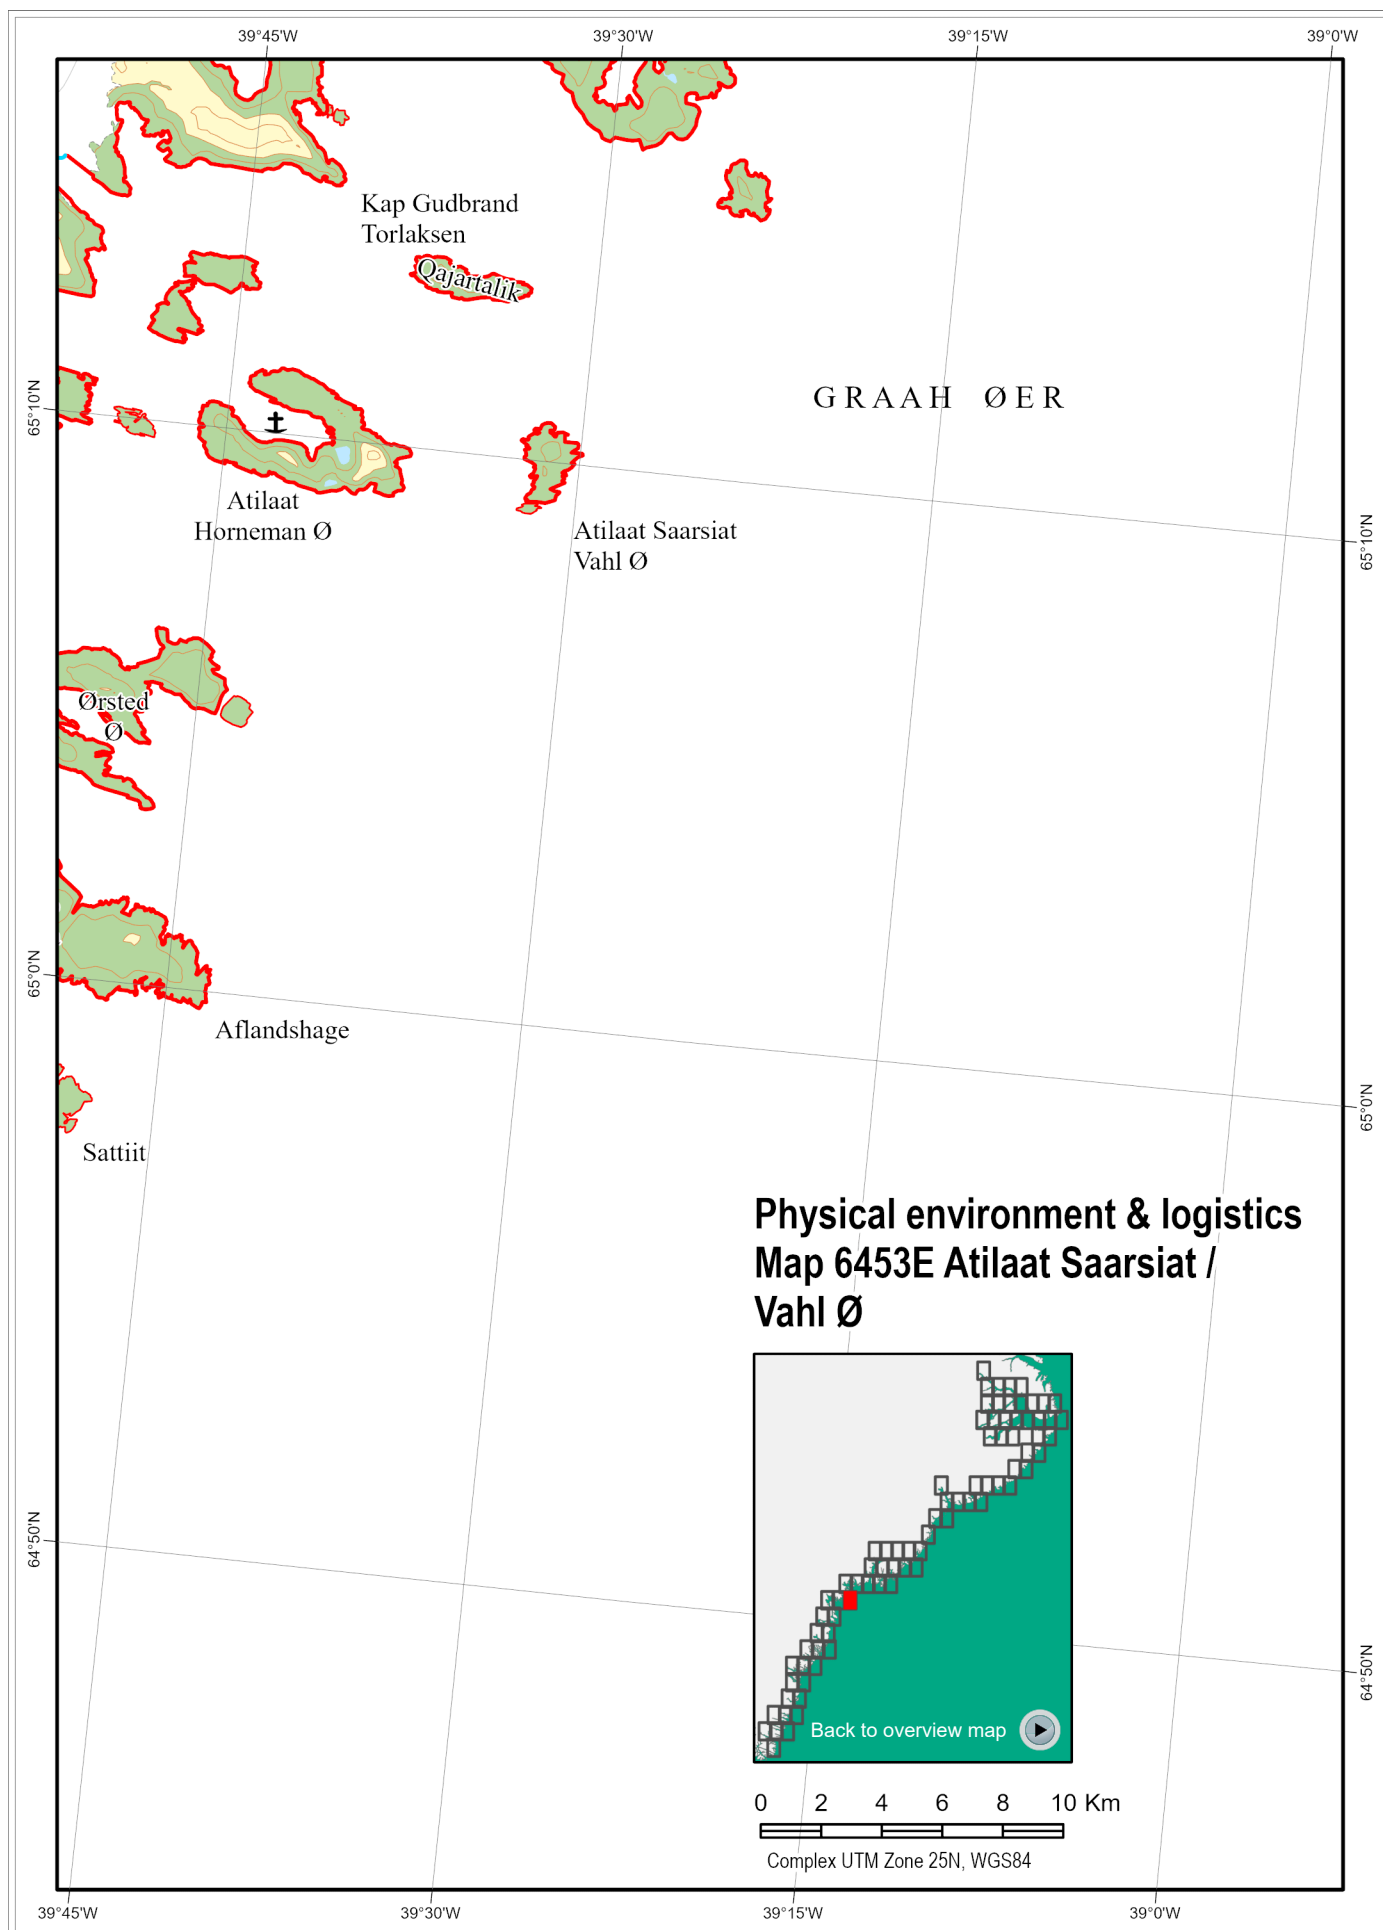 39°45'W
39°30'W
39°15'W
39°0'W
Kap Gudbrand
Torlaksen
Qajartalik
65°10'N
GRAAH ØER
Atilaat
Horneman Ø
Atilaat Saarsiat
Vahl Ø
65°10'N
Ørsted
Ø
65°0'N
Aflandshage
65°0'N
Sattiit
Physical environment & logistics
Map 6453E Atilaat Saarsiat /
Vahl Ø
64°50'N
64°50'N
Back to overview map
0 2 4 6 8 10 Km
Complex UTM Zone 25N, WGS84
39°45'W
39°30'W
39°15'W
39°0'W